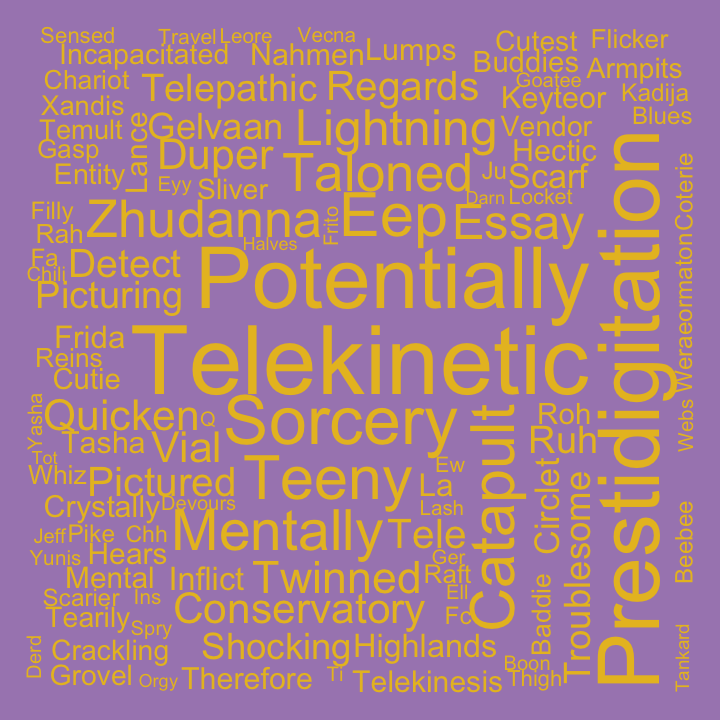 Sensed
Travel
Leore
Vecna
Cutest
Flicker
Incapacitated
Nahmen
Lumps
Buddies
Armpits
Chariot
Telepathic
Regards
Goatee
Keyteor
Kadija
Xandis
Blues
Temult
Lance
Gelvaan
Lightning
Vendor
Gasp
Duper
Taloned
Hectic
Entity
Eyy
Sliver
Ju
Scarf
Darn
Locket
Coterie
Filly
Zhudanna
Frito
Eep
Essay
Rah
Halves
Fa
Chili
Detect
Potentially
Prestidigitation
Weraeormaton
Picturing
Frida
Telekinetic
Reins
Cutie
Yasha
Quicken
Q
Sorcery
Catapult
Roh
Webs
Tasha
Vial
Ruh
Tot
Whiz
Pictured
Teeny
Ew
La
Circlet
Troublesome
Crystally
Devours
Lash
Jeff
Pike
Chh
Mentally
Tele
Beebee
Yunis
Hears
Ger
Mental
Inflict
Twinned
Raft
Scarier
Ins
Ell
Baddie
Tearily
Spry
Conservatory
Fc
Derd
Crackling
Shocking
Highlands
Tankard
Grovel
Orgy
Therefore
Ti
Telekinesis
Boon
Thigh